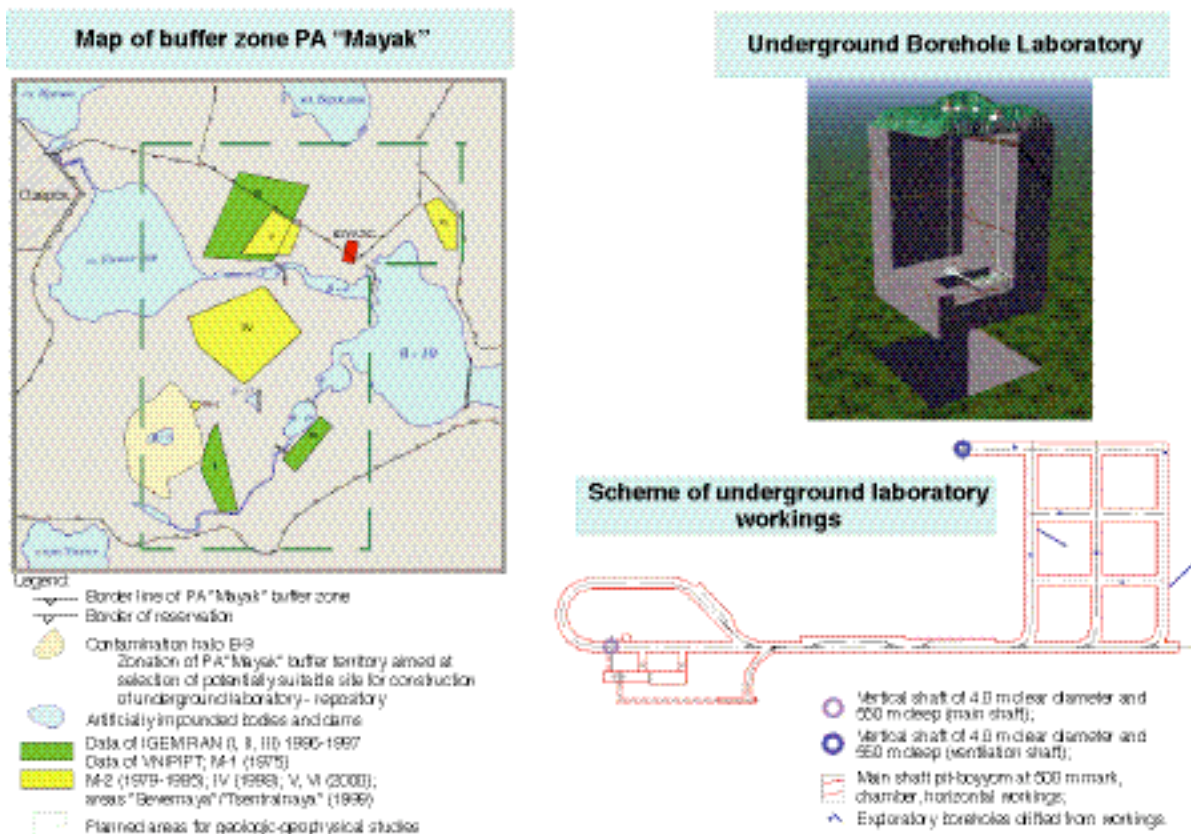 Map of buffer zone PA "Mayak"
Underground Borehole Laboratory
IV
B - 10
I
Scheme of underground laboratory
workings
Legend
Border line of PA "Mayak" buffer zone
Border of reservation
Contamination halo B-9
Zonation of PA "Mayak" buffer territory aimed at
selection of potentially suitable site for construction
of underground laboratory - repository
Artificially impounded bodies and dams
Data of IGEMRAN (I, II, III) 1996-1997
Data of VNIPIPT; M-1 (1975)
M-2 (1979-1985); IV (1998); V, VI (2000);
areas
(1999)
Planned areas for geologic-geophysical studies
Vertical shaft of 4.0 m clear diameter and
550 m deep (main shaft);
Vertical shaft of 4.0 m clear diameter and
550 m deep (ventilation shaft);
Main shaft pit-boyyom at 500 m mark,
chamber, horizontal workings;
Exploratory boreholes drifted from workings.